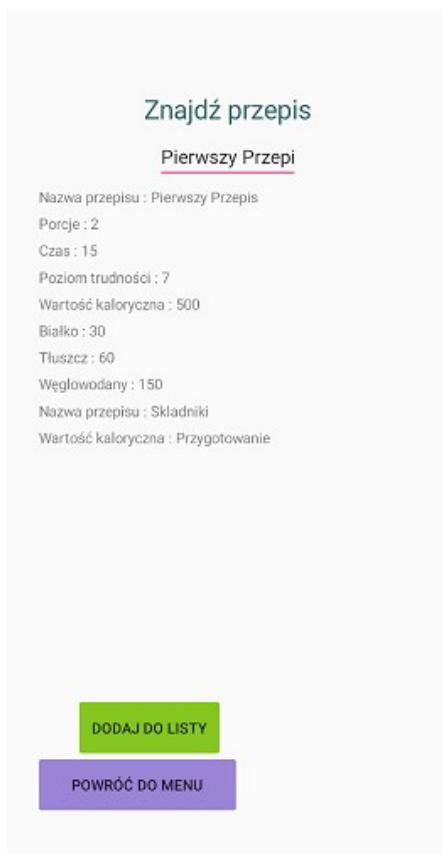 Znajdź przepis
Pierwszy Przepi
Nazwa przepisu : Pierwszy Przepis
Porcje : 2
Czas : 15
Poziom trudności : 7
Wartość kaloryczna : 500
Białko : 30
Tłuszcz : 60
Węglowodany : 150
Nazwa przepisu : Skladniki
Wartość kaloryczna : Przygotowanie
DODAJ DO LISTY
POWRÓĆ DO MENU